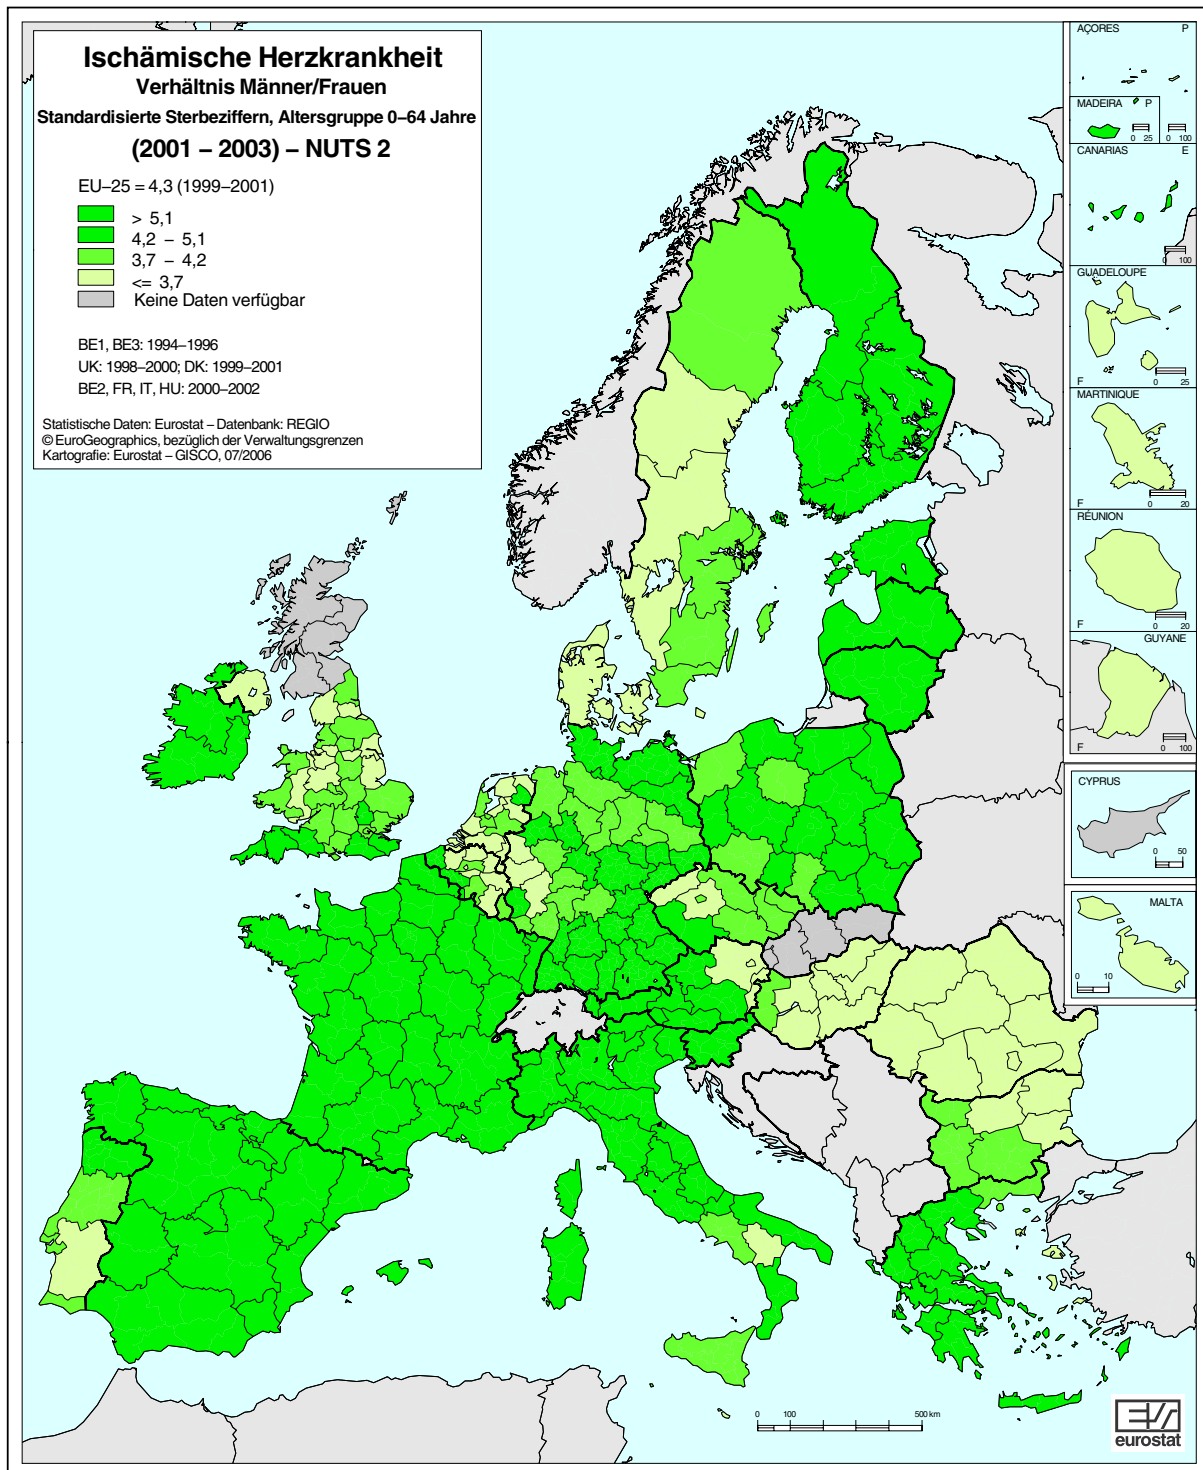 Ischämische Herzkrankheit
Verhältnis Männer/Frauen
Standardisierte Sterbeziffern, Altersgruppe 0–64 Jahre
(2001 – 2003) – NUTS 2
EU–25 = 4,3 (1999–2001)
> 5,1
4,2 – 5,1
3,7 – 4,2
<= 3,7
Keine Daten verfügbar
BE1, BE3: 1994–1996
UK: 1998–2000; DK: 1999–2001
BE2, FR, IT, HU: 2000–2002
Statistische Daten: Eurostat – Datenbank: REGIO
© EuroGeographics, bezüglich der Verwaltungsgrenzen
Kartografie: Eurostat – GISCO, 07/2006
AÇORES P
MADEIRA P
0 25 0 100
CANARIAS E
0 100
GUADELOUPE
F 0 25
MARTINIQUE
F 0 20
RÉUNION
F 0 20
GUYANE
F 0 100
CYPRUS
0 50
MALTA
0 10
0 100 500 km
eurostat